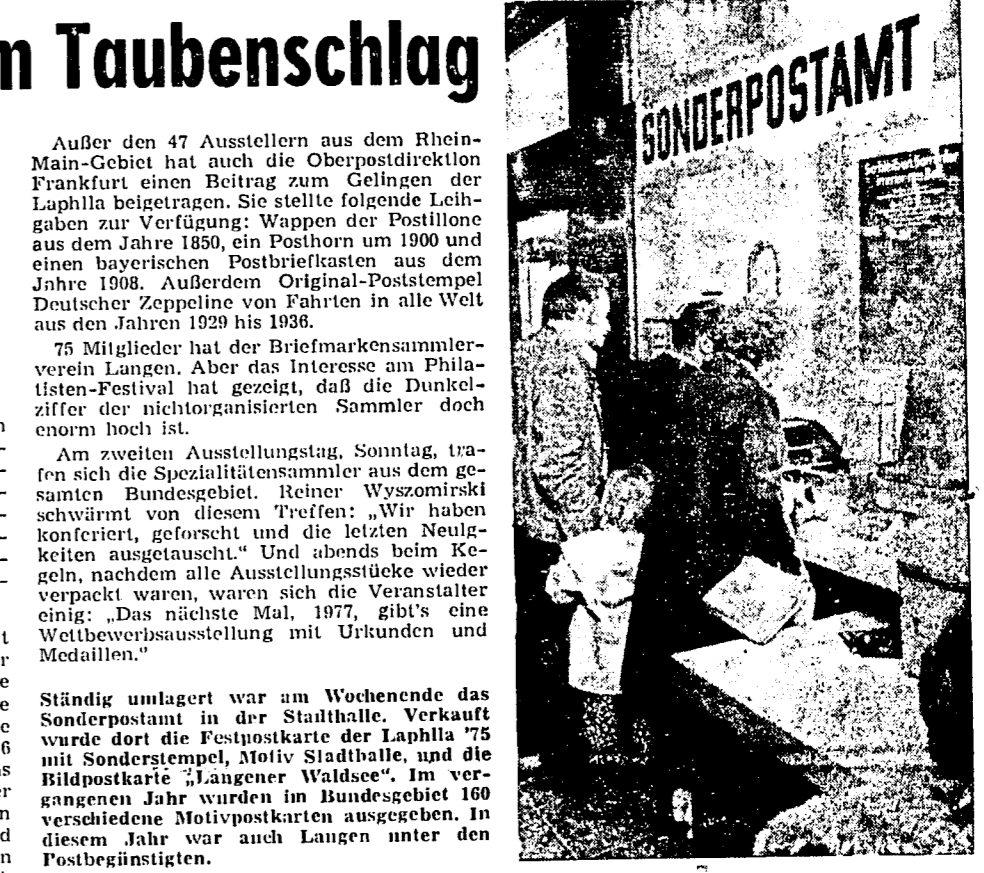 m Taubenschlag
Außer den 47 Ausstellern aus dem Rhein-
Main-Gebiet hat auch die Oberpostdirektion
Frankfurt einen Beitrag zum Gelingen der
Laphila beigetragen. Sie stellte folgende Leih-
gaben zur Verfügung: Wappen der Postillone
aus dem Jahre 1850, ein Posthorn um 1900 und
einen bayerischen Postbriefkasten aus dem
Jahre 1908. Außerdem Original-Poststempel
Deutscher Zeppeline von Fahrten in alle Welt
aus den Jahren 1929 bis 1936.
75 Mitglieder hat der Briefmarkensammler-
verein Langen. Aber das Interesse am Phila-
listen-Festival hat gezeigt, daß die Dunkel-
ziffer der nichtorganisierten Sammler doch
enorm hoch ist.
Am zweiten Ausstellungstag, Sonntag, tra-
fen sich die Spezialitätensammler aus dem ge-
samten Bundesgebiet. Reiner Wyszomirski
schwärmt von diesem Treffen: „Wir haben
konferiert, geforscht und die letzten Neuig-
keiten ausgetauscht.“ Und abends beim Ke-
geln, nachdem alle Ausstellungsstücke wieder
verpackt waren, waren sich die Veranstalter
einig: „Das nächste Mal, 1977, gibt's eine
Wettbewerbsausstellung mit Urkunden und
Medaillen.“
Ständig umlagert war am Wochenende das
Sonderpostamt in der Stadthalle. Verkauft
wurde dort die Festpostkarte der Laphila '75
mit Sonderstempel, Motiv Stadthalle, und die
Bildpostkarte „Langener Waldsee“. Im ver-
gangenen Jahr wurden im Bundesgebiet 160
verschiedene Motivpostkarten ausgegeben. In
diesem Jahr war auch Langen unter den
Postbegünstigten.
SONDERPOSTAMT